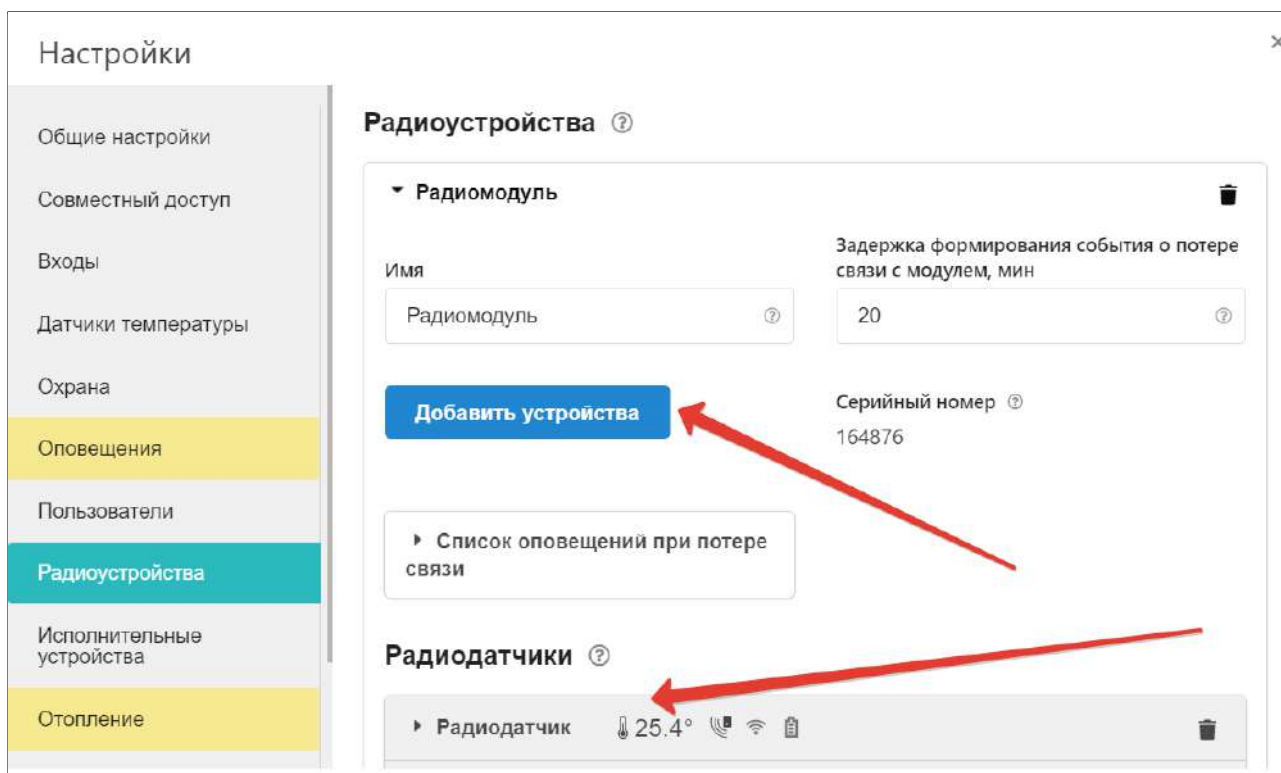 Настройки
Общие настройки
Совместный доступ
Входы
Датчики температуры
Охрана
Оповещения
Пользователи
Радиоустройства
Исполнительные
устройства
Отопление
Радиоустройства
Радиомодуль
Имя
Радиомодуль
Задержка формирования события о потере
связи с модулем, мин
20
Добавить устройства
Серийный номер
164876
Список оповещений при потере
связи
Радиодатчики
Радиодатчик 25.4°